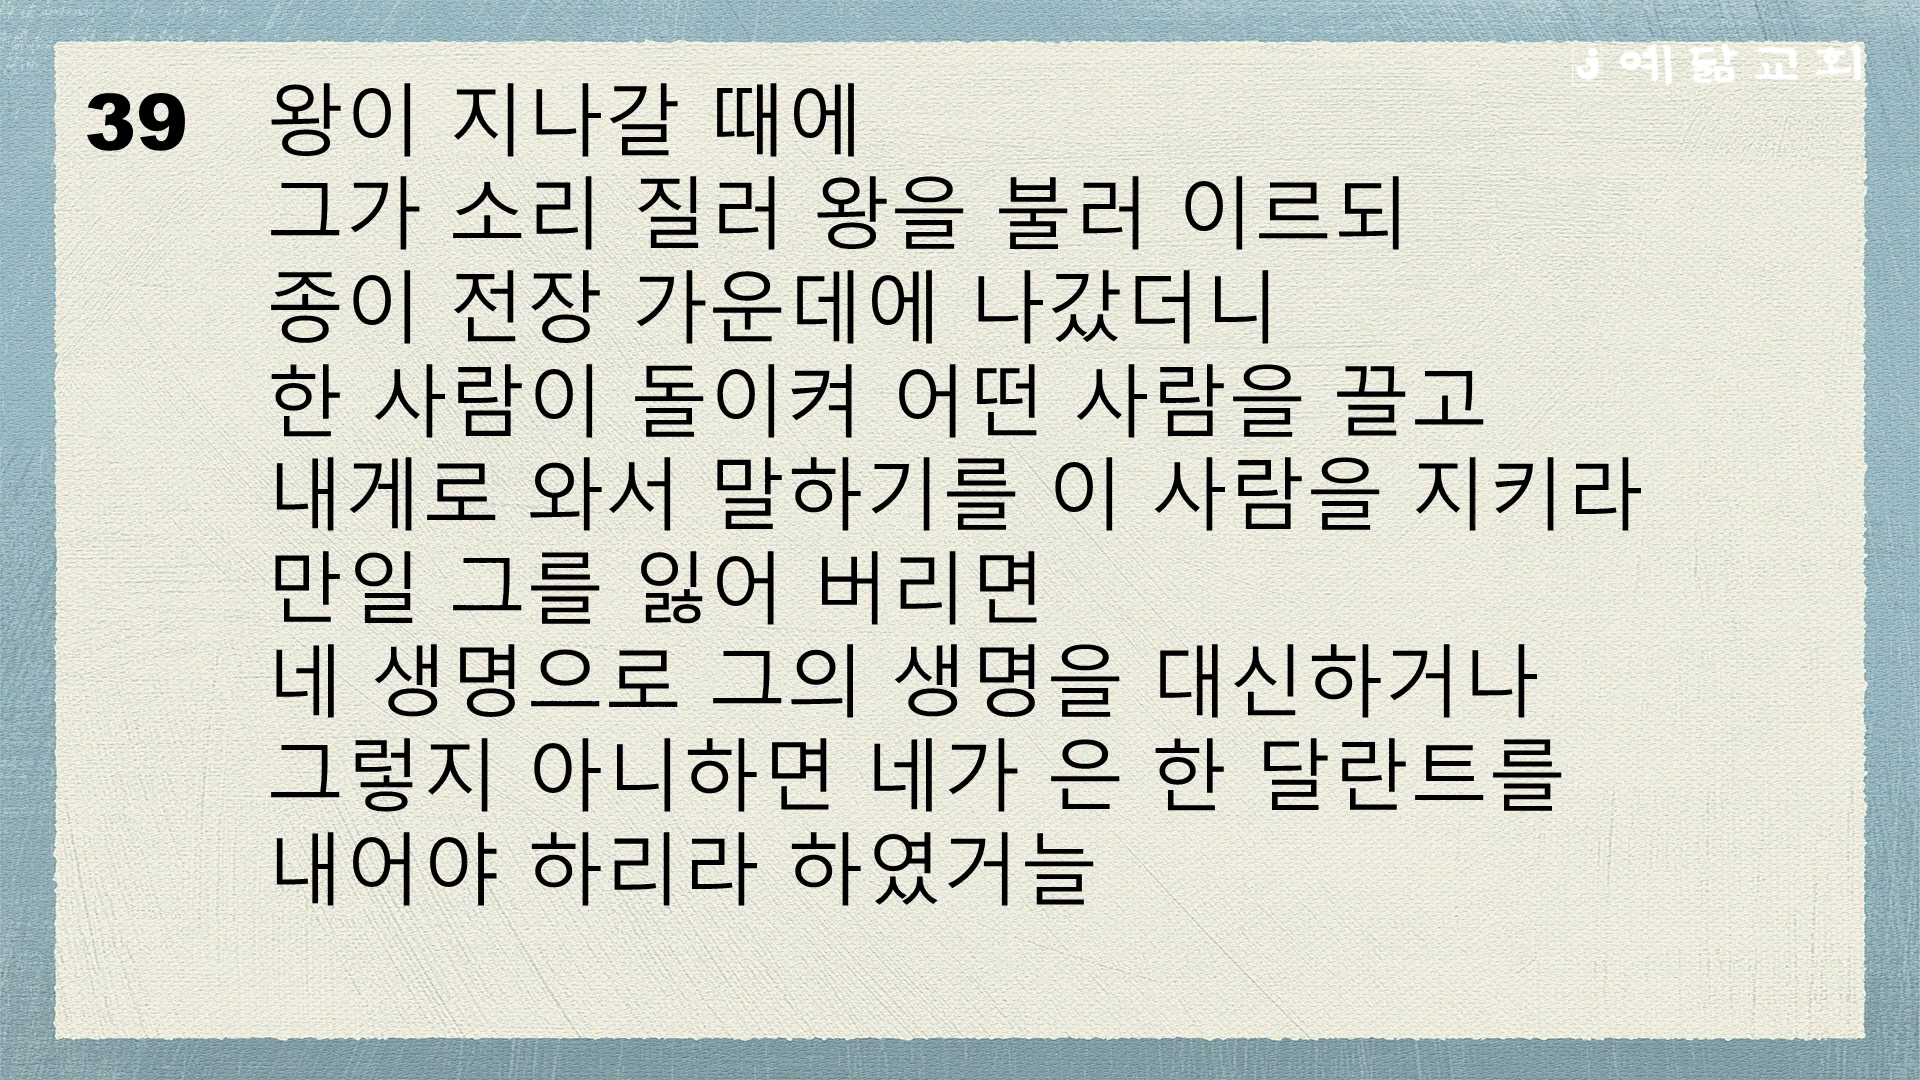 j 예닮교회
39 왕이 지나갈 때에
그가 소리 질러 왕을 불러 이르되
종이 전장 가운데에 나갔더니
한 사람이 돌이켜 어떤 사람을 끌고
내게로 와서 말하기를 이 사람을 지키라
만일 그를 잃어 버리면
네 생명으로 그의 생명을 대신하거나
그렇지 아니하면 네가 은 한 달란트를
내어야 하리라 하였거늘